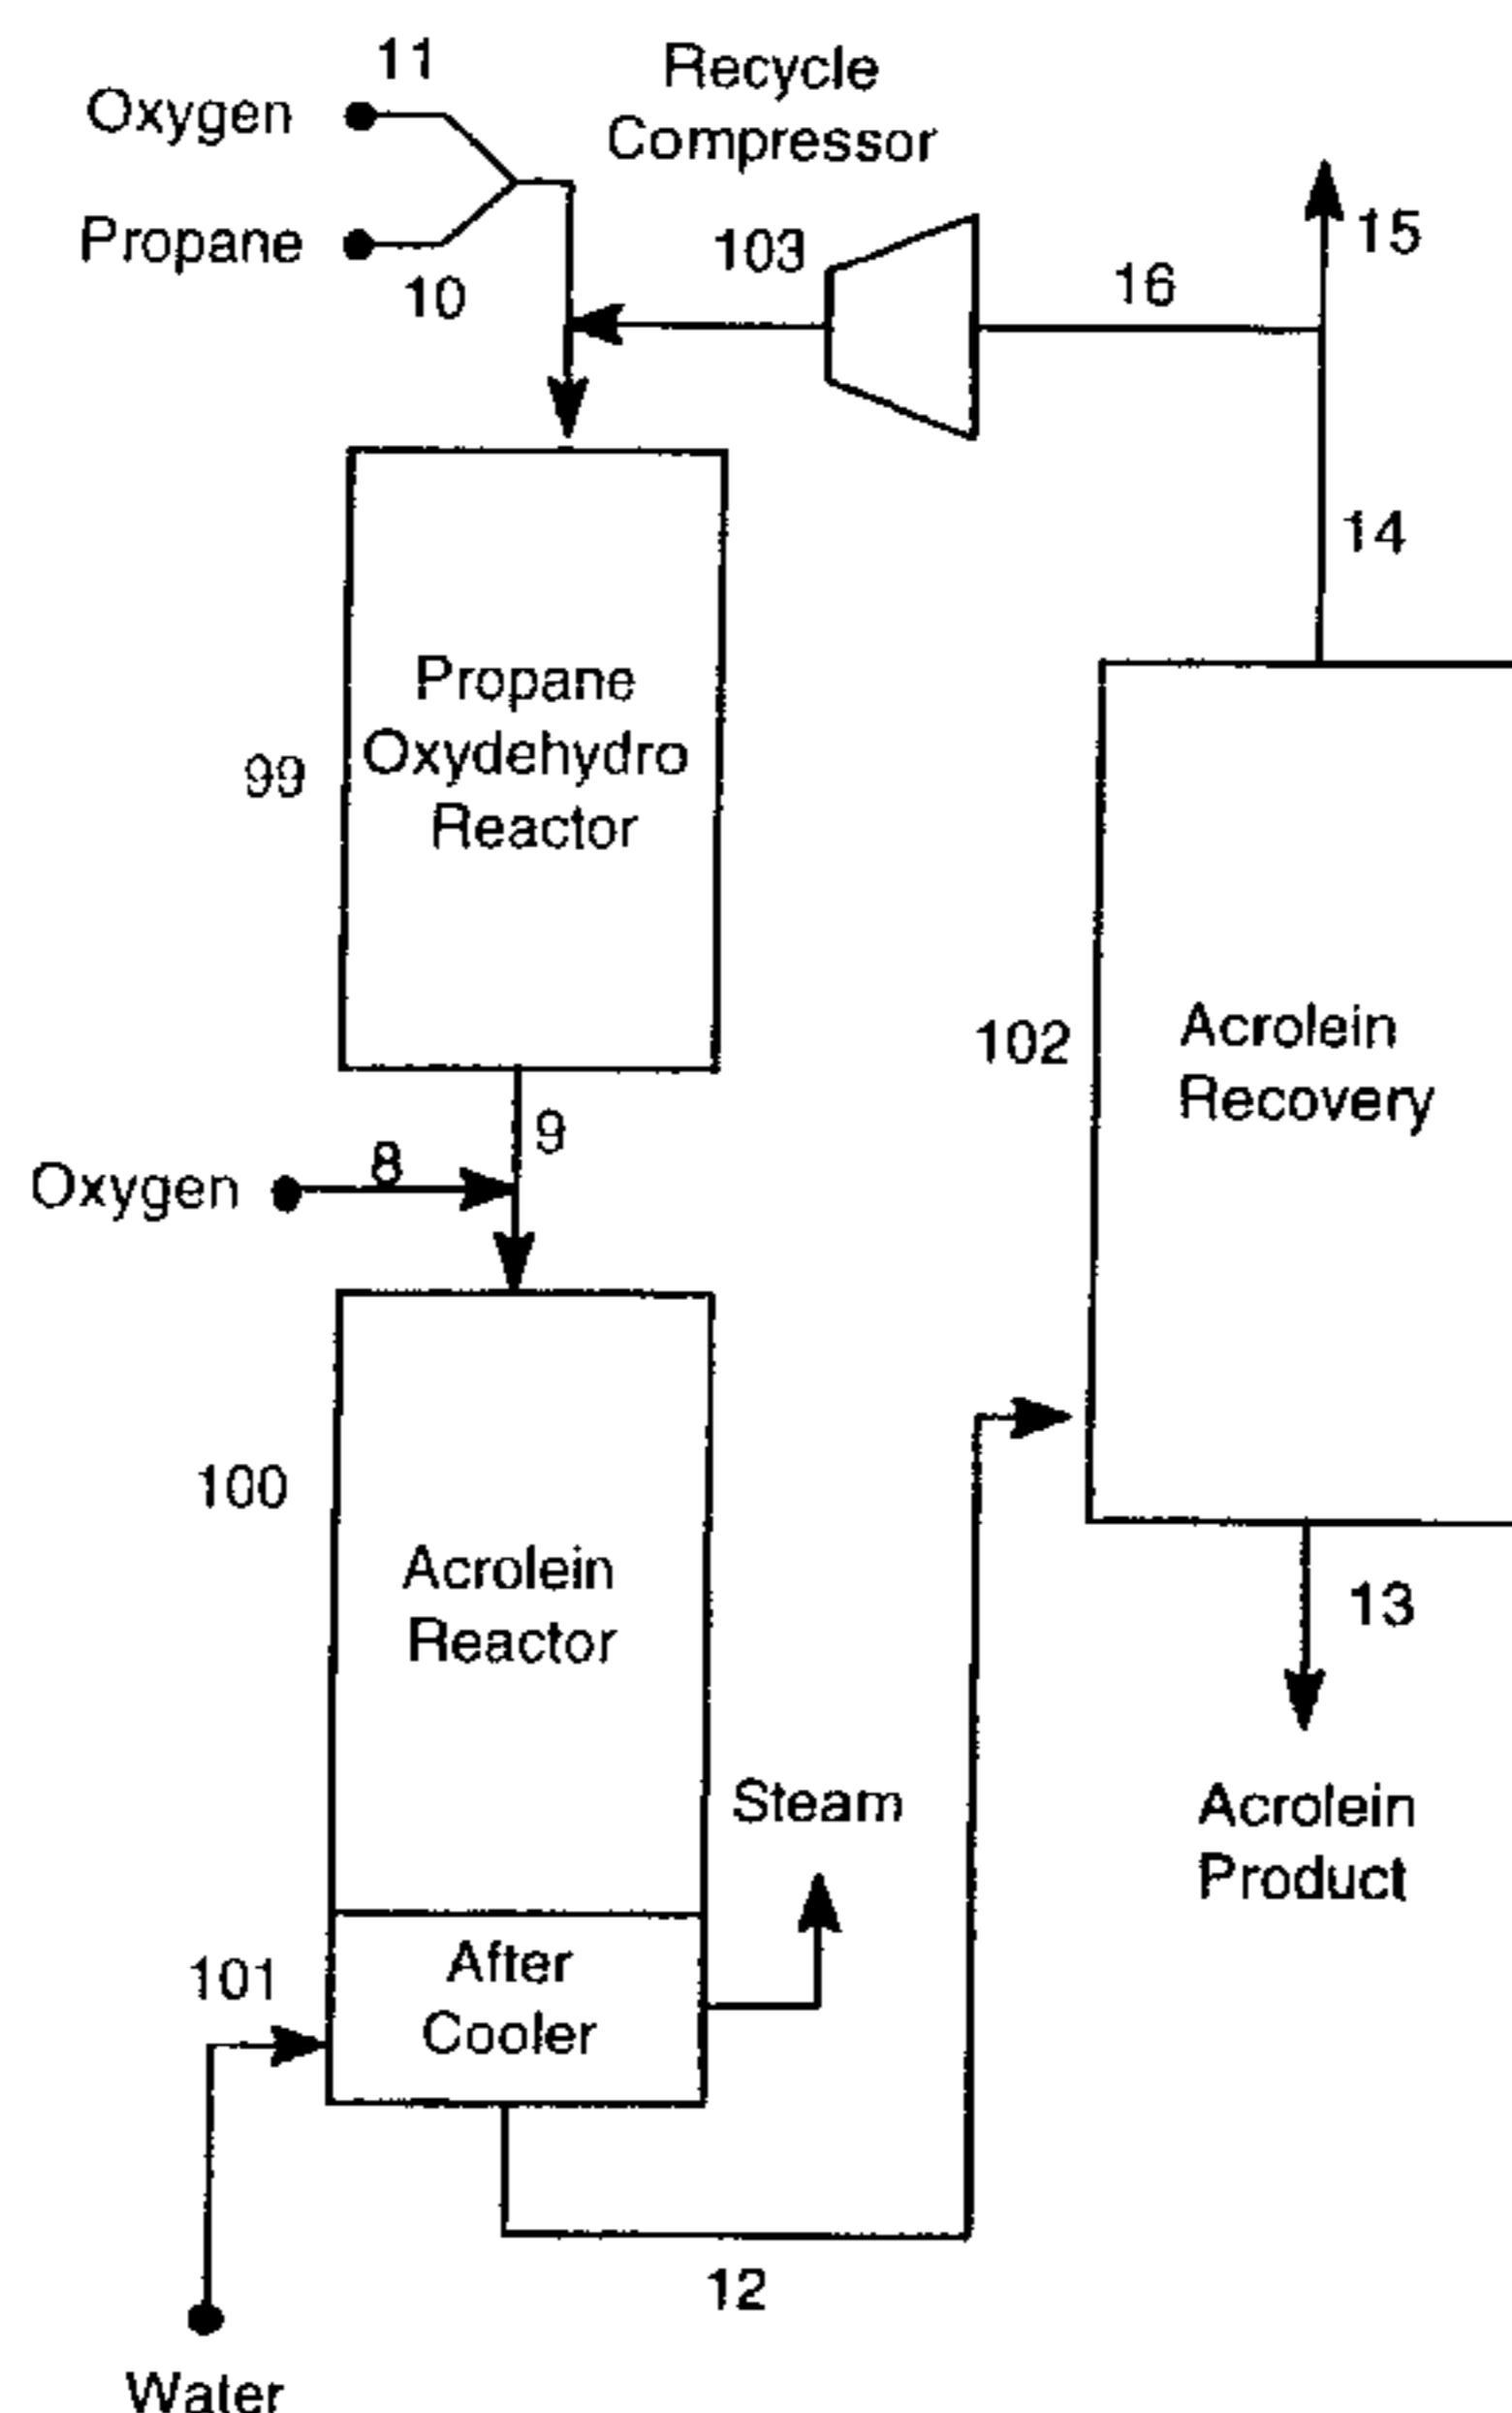 11
Oxygen
Recycle
Compressor
Propane
10
103
16
15
14
Propane
Oxydehydro
Reactor
99
102
Acrolein
Recovery
9
8
Oxygen
100
Acrolein
Reactor
13
Steam
Acrolein
Product
101
After
Cooler
12
Water